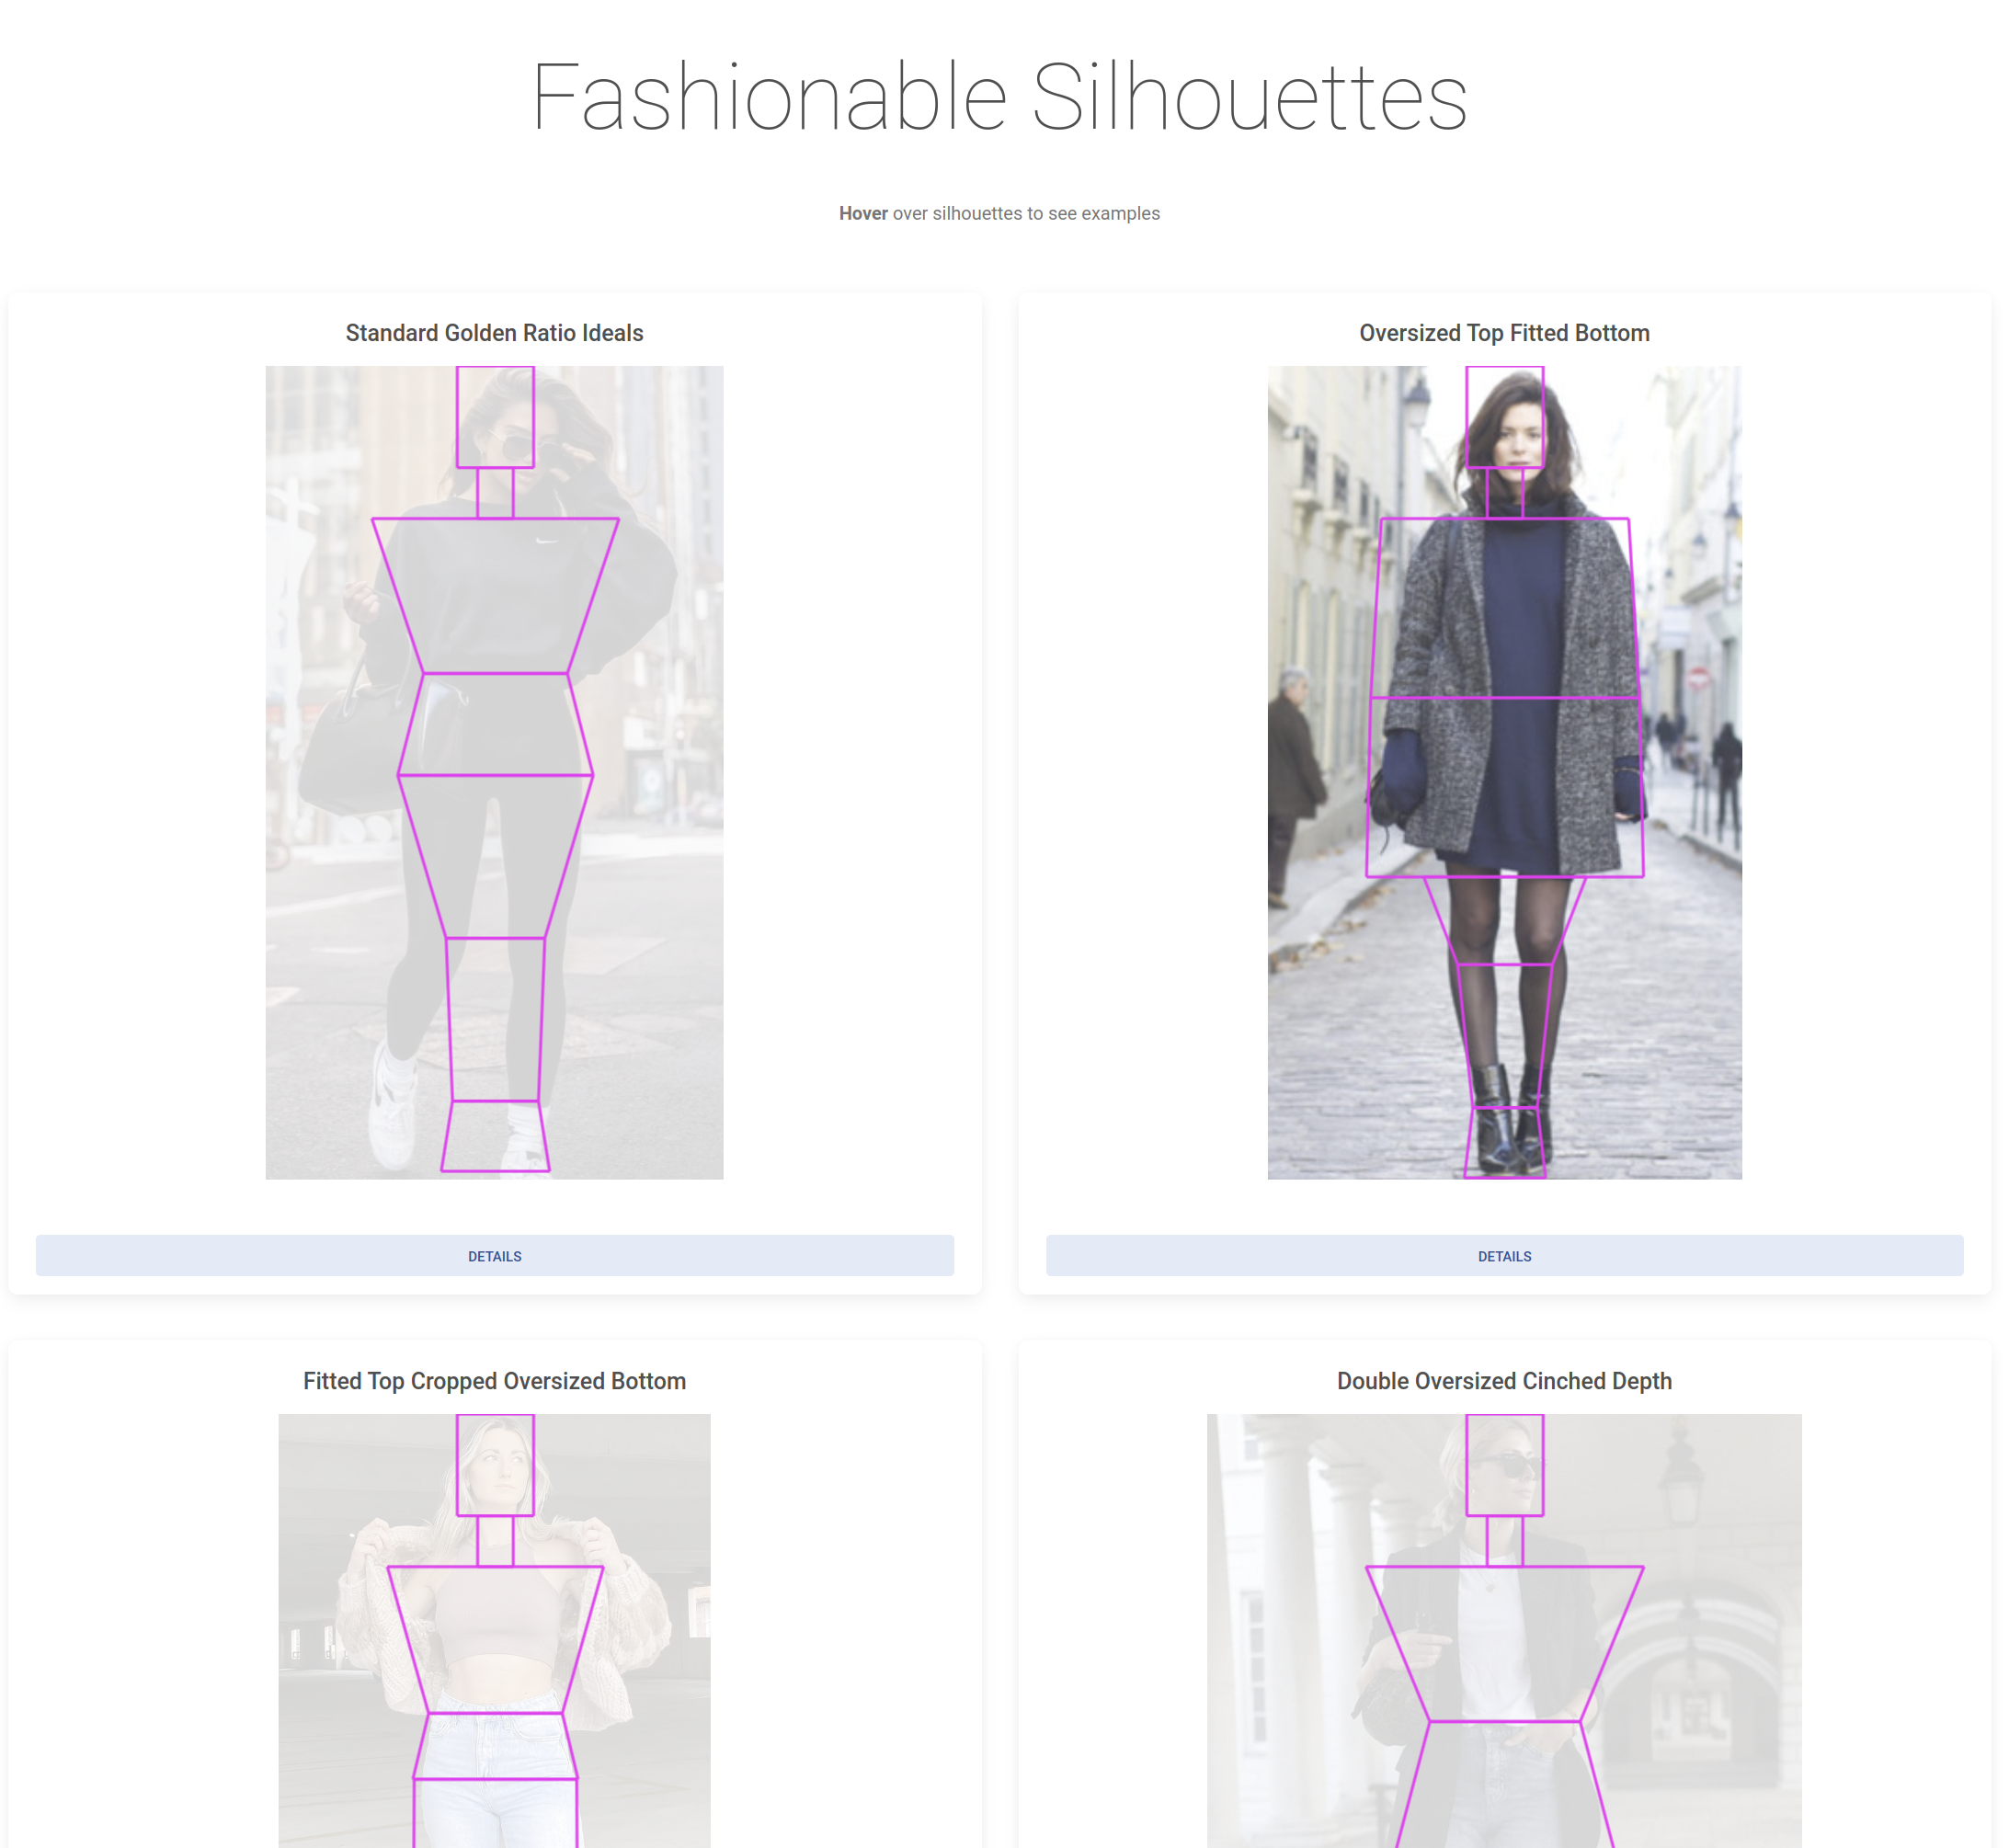 Fashionable Silhouettes
Hover over silhouettes to see examples
Standard Golden Ratio Ideals
Oversized Top Fitted Bottom
DETAILS
DETAILS
Fitted Top Cropped Oversized Bottom
Double Oversized Cinched Depth